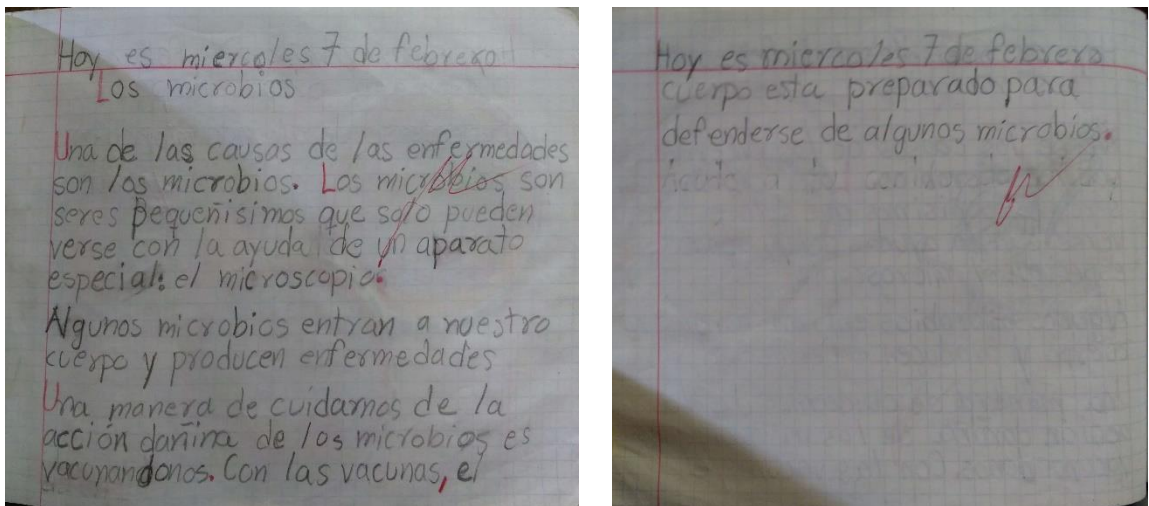 Hoy es miercoles 7 de febrero
Los microbios
Una de las causas de las enfermedades
son los microbios. Los microbios son
seres pequeñisimos que solo pueden
verse con la ayuda de un aparato
especial: el microscopio.
Algunos microbios entran a nuestro
cuerpo y producen enfermedades
Una manera de cuidarnos de la
acción dañina de los microbios es
vacunandonos. Con las vacunas, el
Hoy es miercoles 7 de febrero
cuerpo esta preparado para
defenderse de algunos microbios.